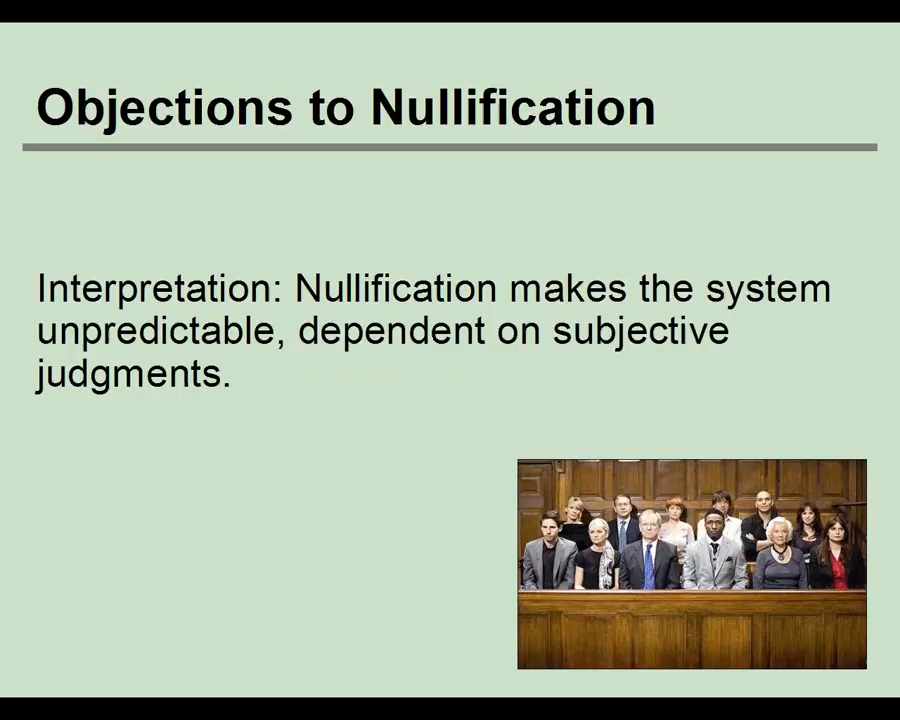 Objections to Nullification
Interpretation: Nullification makes the system
unpredictable, dependent on subjective
judgments.